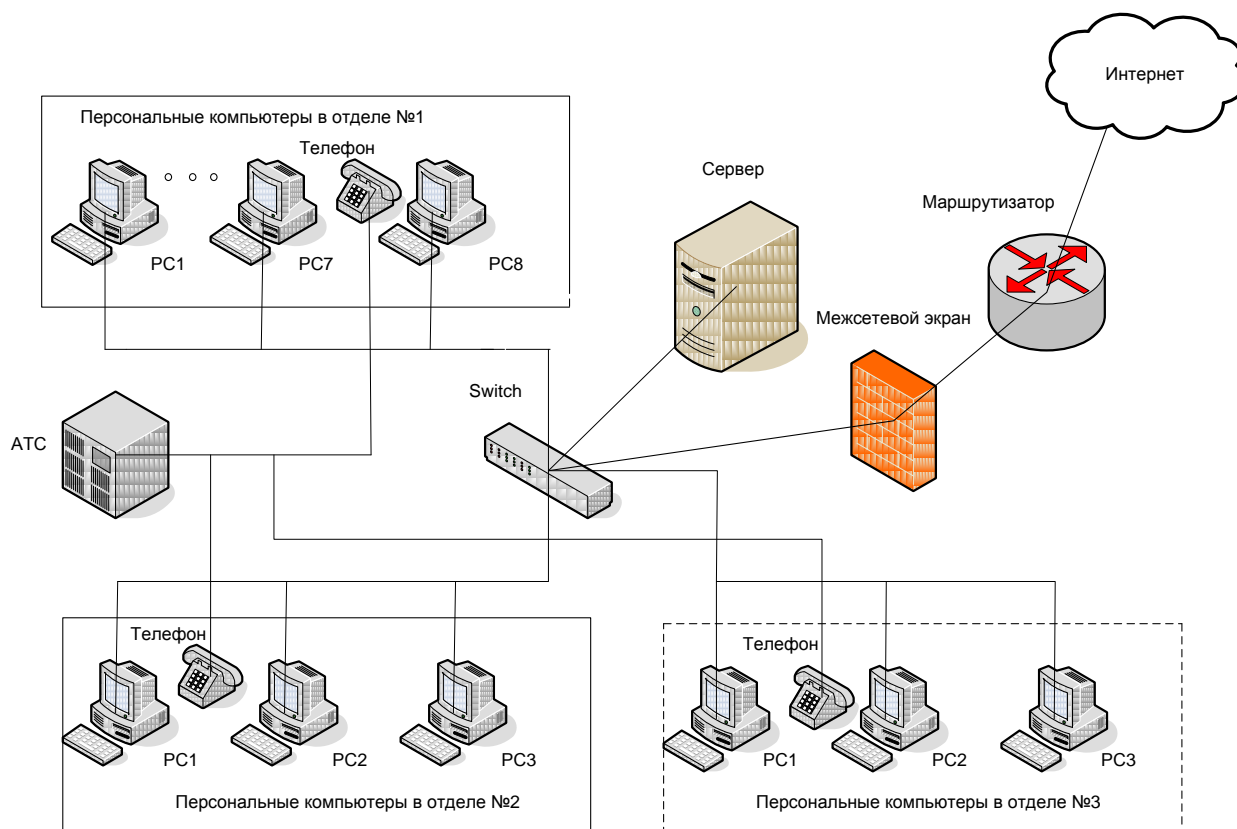 Интернет
Персональные компьютеры в отделе №1
Телефон
Сервер
Маршрутизатор
PC1
PC7
PC8
Межсетевой экран
Switch
АТС
Телефон
Телефон
PC1
PC2
PC3
PC1
PC2
PC3
Персональные компьютеры в отделе №2
Персональные компьютеры в отделе №3